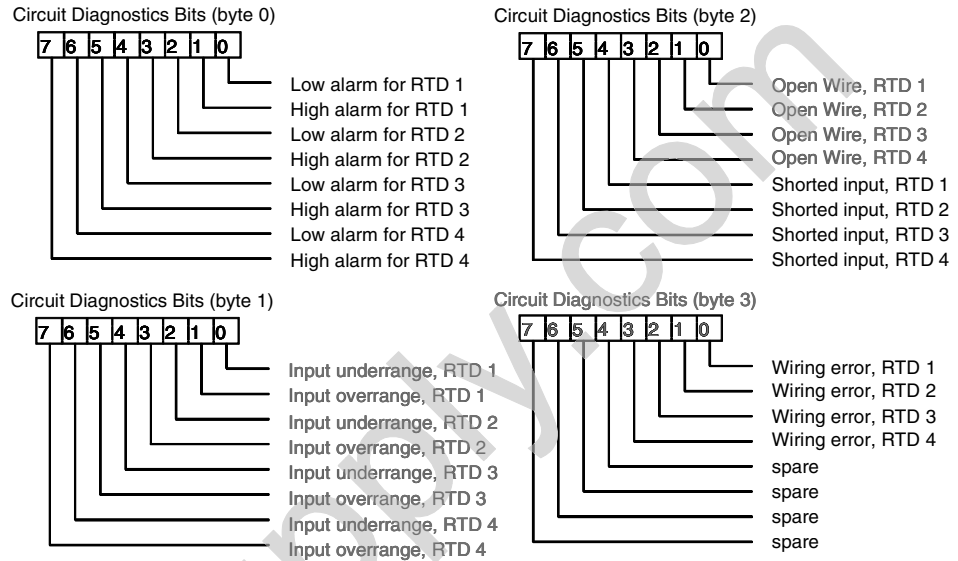 Circuit Diagnostics Bits (byte 0)
7 6 5 4 3 2 1 0
Low alarm for RTD 1
High alarm for RTD 1
Low alarm for RTD 2
High alarm for RTD 2
Low alarm for RTD 3
High alarm for RTD 3
Low alarm for RTD 4
High alarm for RTD 4
Circuit Diagnostics Bits (byte 2)
7 6 5 4 3 2 1 0
Open Wire, RTD 1
Open Wire, RTD 2
Open Wire, RTD 3
Open Wire, RTD 4
Shorted input, RTD 1
Shorted input, RTD 2
Shorted input, RTD 3
Shorted input, RTD 4
Circuit Diagnostics Bits (byte 1)
7 6 5 4 3 2 1 0
Input underrange, RTD 1
Input overrange, RTD 1
Input underrange, RTD 2
Input overrange, RTD 2
Input underrange, RTD 3
Input overrange, RTD 3
Input underrange, RTD 4
Input overrange, RTD 4
Circuit Diagnostics Bits (byte 3)
7 6 5 4 3 2 1 0
Wiring error, RTD 1
Wiring error, RTD 2
Wiring error, RTD 3
Wiring error, RTD 4
spare
spare
spare
spare